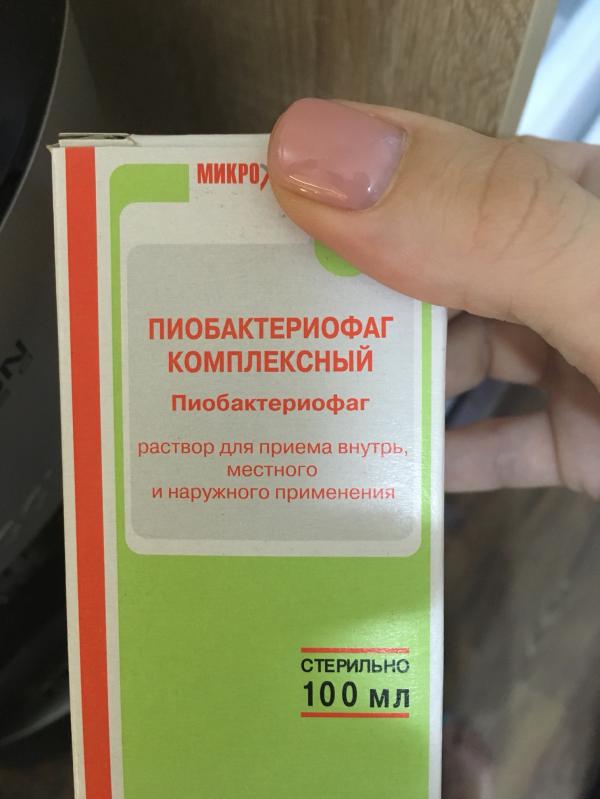 МИКРО
ПИОБАКТЕРИОФАГ
КОМПЛЕКСНЫЙ
Пиобактериофаг
раствор для приема внутрь,
местного
и наружного применения
СТЕРИЛЬНО
100 мл